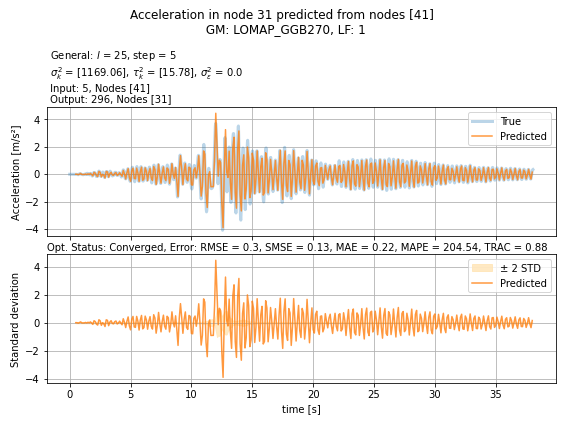 Acceleration in node 31 predicted from nodes [41]
GM: LOMAP_GGB270, LF: 1
General: l = 25, step = 5
σ²ₖ = [1169.06], τ²ₖ = [15.78], σ²ₑ = 0.0
Input: 5, Nodes [41]
Output: 296, Nodes [31]
Acceleration [m/s²]
4
2
0
−2
−4
True
Predicted
Opt. Status: Converged, Error: RMSE = 0.3, SMSE = 0.13, MAE = 0.22, MAPE = 204.54, TRAC = 0.88
Standard deviation
4
2
0
−2
−4
± 2 STD
Predicted
0 5 10 15 20 25 30 35
time [s]